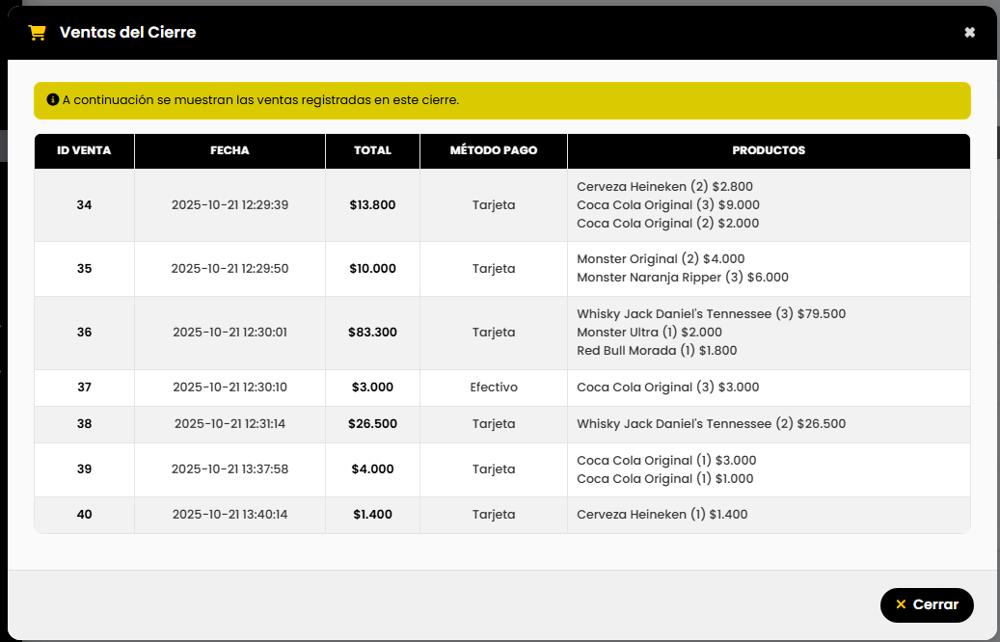 Ventas del Cierre
A continuación se muestran las ventas registradas en este cierre.
ID VENTA FECHA TOTAL MÉTODO PAGO PRODUCTOS
34 2025-10-21 12:29:39 $13.800 Tarjeta Cerveza Heineken (2) $2.800
Coca Cola Original (3) $9.000
Coca Cola Original (2) $2.000
35 2025-10-21 12:29:50 $10.000 Tarjeta Monster Original (2) $4.000
Monster Naranja Ripper (3) $6.000
36 2025-10-21 12:30:01 $83.300 Tarjeta Whisky Jack Daniel's Tennessee (3) $79.500
Monster Ultra (1) $2.000
Red Bull Morada (1) $1.800
37 2025-10-21 12:30:10 $3.000 Efectivo Coca Cola Original (3) $3.000
38 2025-10-21 12:31:14 $26.500 Tarjeta Whisky Jack Daniel's Tennessee (2) $26.500
39 2025-10-21 13:37:58 $4.000 Tarjeta Coca Cola Original (1) $3.000
Coca Cola Original (1) $1.000
40 2025-10-21 13:40:14 $1.400 Tarjeta Cerveza Heineken (1) $1.400
Cerrar